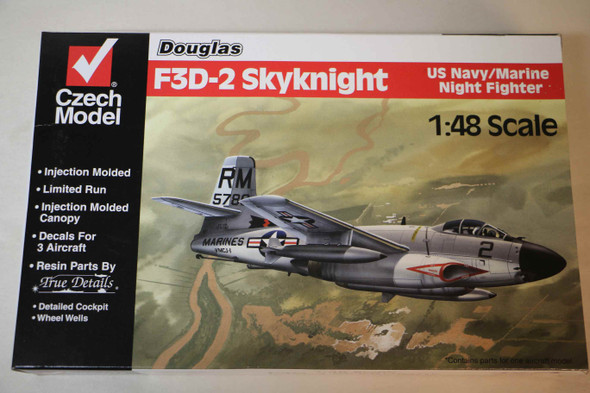 Czech
Model
®
• Injection Molded
• Limited Run
• Injection Molded
Canopy
• Decals For
3 Aircraft
• Resin Parts By
True Details
• Detailed Cockpit
• Wheel Wells
Douglas
F3D-2 Skyknight
US Navy/Marine
Night Fighter
1:48 Scale
RM
MARINES
2